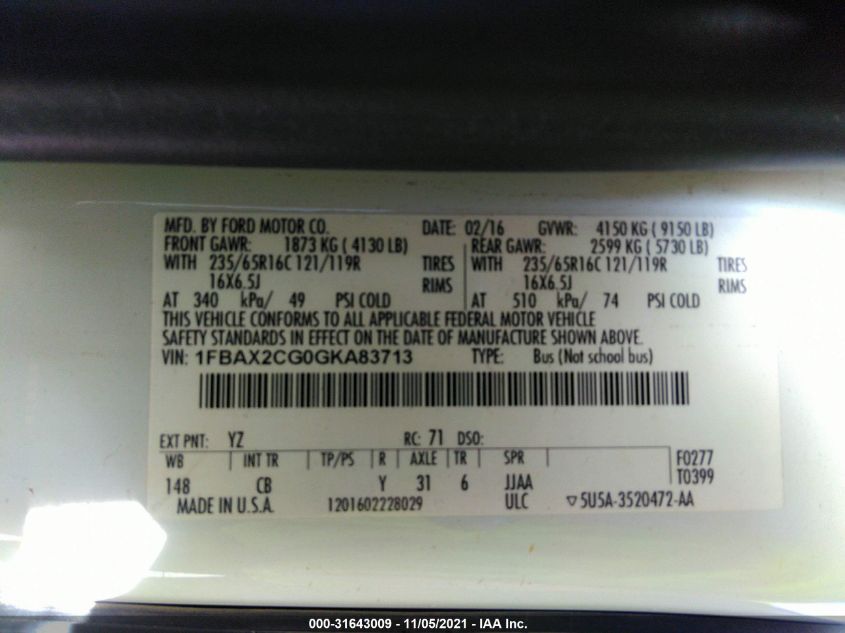 MFD. BY FORD MOTOR CO. DATE: 02/16 GVWR: 4150 KG ( 9150 LB)
FRONT GAWR: 1873 KG ( 4130 LB) REAR GAWR: 2599 KG ( 5730 LB)
WITH 235/65R16C 121/119R TIRES WITH 235/65R16C 121/119R TIRES
16X6.5J RIMS 16X6.5J RIMS
AT 340 kPa/ 49 PSI COLD AT 510 kPa/ 74 PSI COLD
THIS VEHICLE CONFORMS TO ALL APPLICABLE FEDERAL MOTOR VEHICLE
SAFETY STANDARDS IN EFFECT ON THE DATE OF MANUFACTURE SHOWN ABOVE.
VIN: 1FBAX2CG0GKA83713 TYPE: Bus (Not school bus)
EXT PNT: YZ RC: 71 DSO:
WB INT TR TP/PS R AXLE TR SPR F0277
T0399
148 CB Y 31 6 JJAA
MADE IN U.S.A. 1201602228029 ULC ▽5U5A-3520472-AA
000-31643009 - 11/05/2021 - IAA Inc.